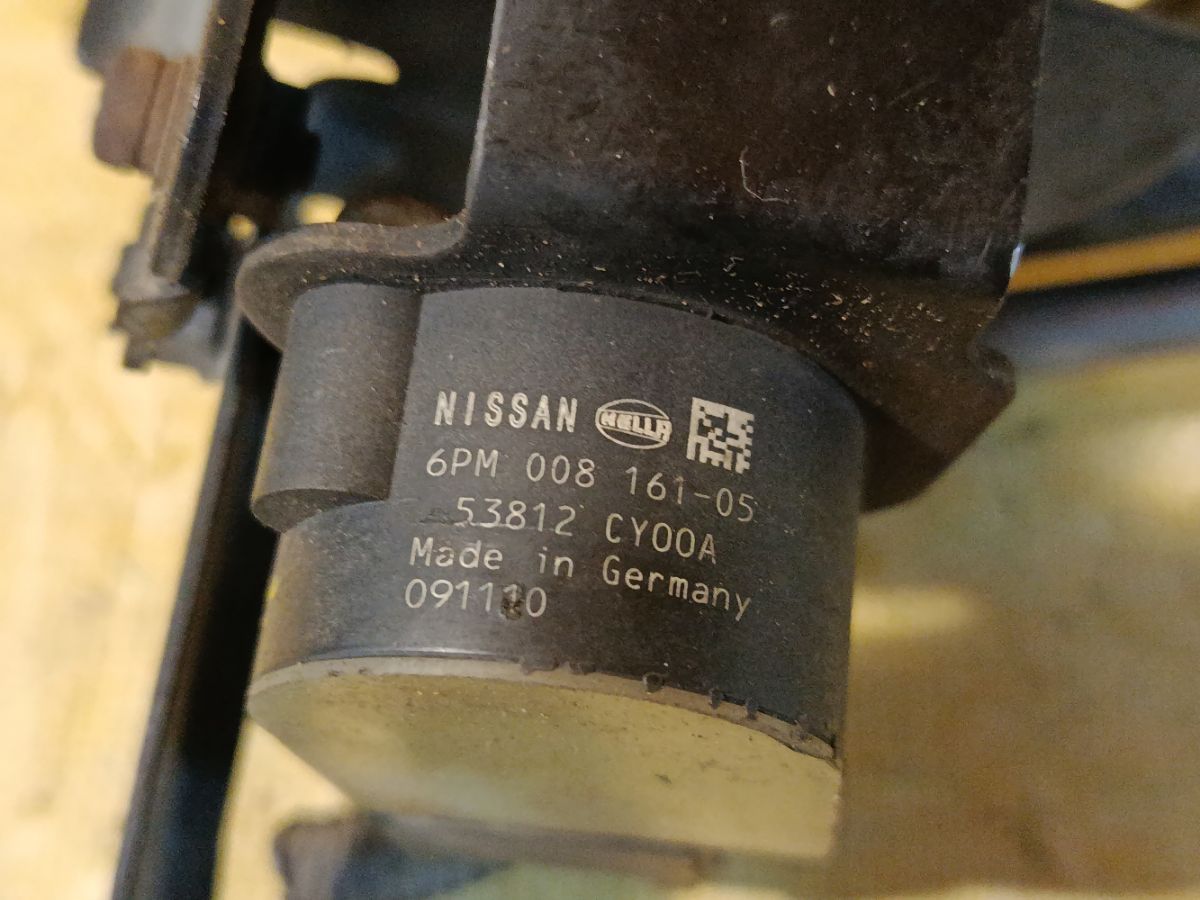 NISSAN HELLA
6PM 008 161-05
53812 CY00A
Made in Germany
091110